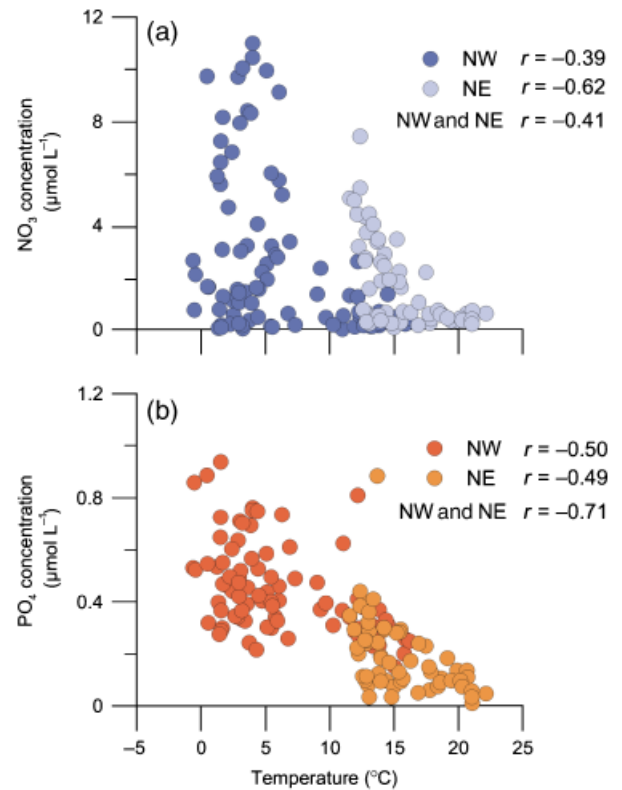 (a)
NW r = –0.39
NE r = –0.62
NW and NE r = –0.41
NO₃ concentration
(µmol L⁻¹)
12
8
4
0
(b)
NW r = –0.50
NE r = –0.49
NW and NE r = –0.71
PO₄ concentration
(µmol L⁻¹)
1.2
0.8
0.4
0
–5 0 5 10 15 20 25
Temperature (°C)